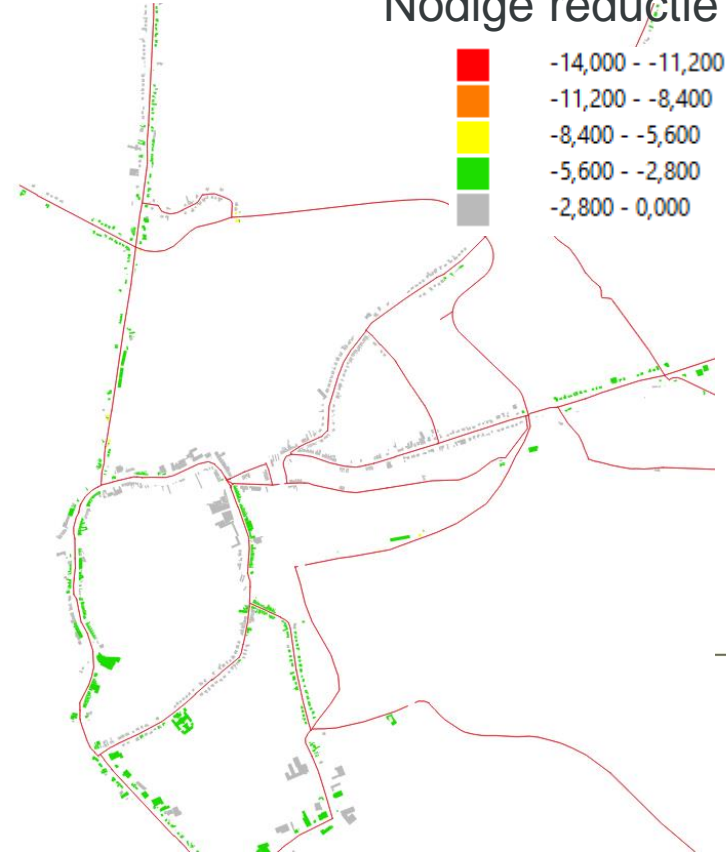 Nodige reductie
-14,000 - -11,200
-11,200 - -8,400
-8,400 - -5,600
-5,600 - -2,800
-2,800 - 0,000